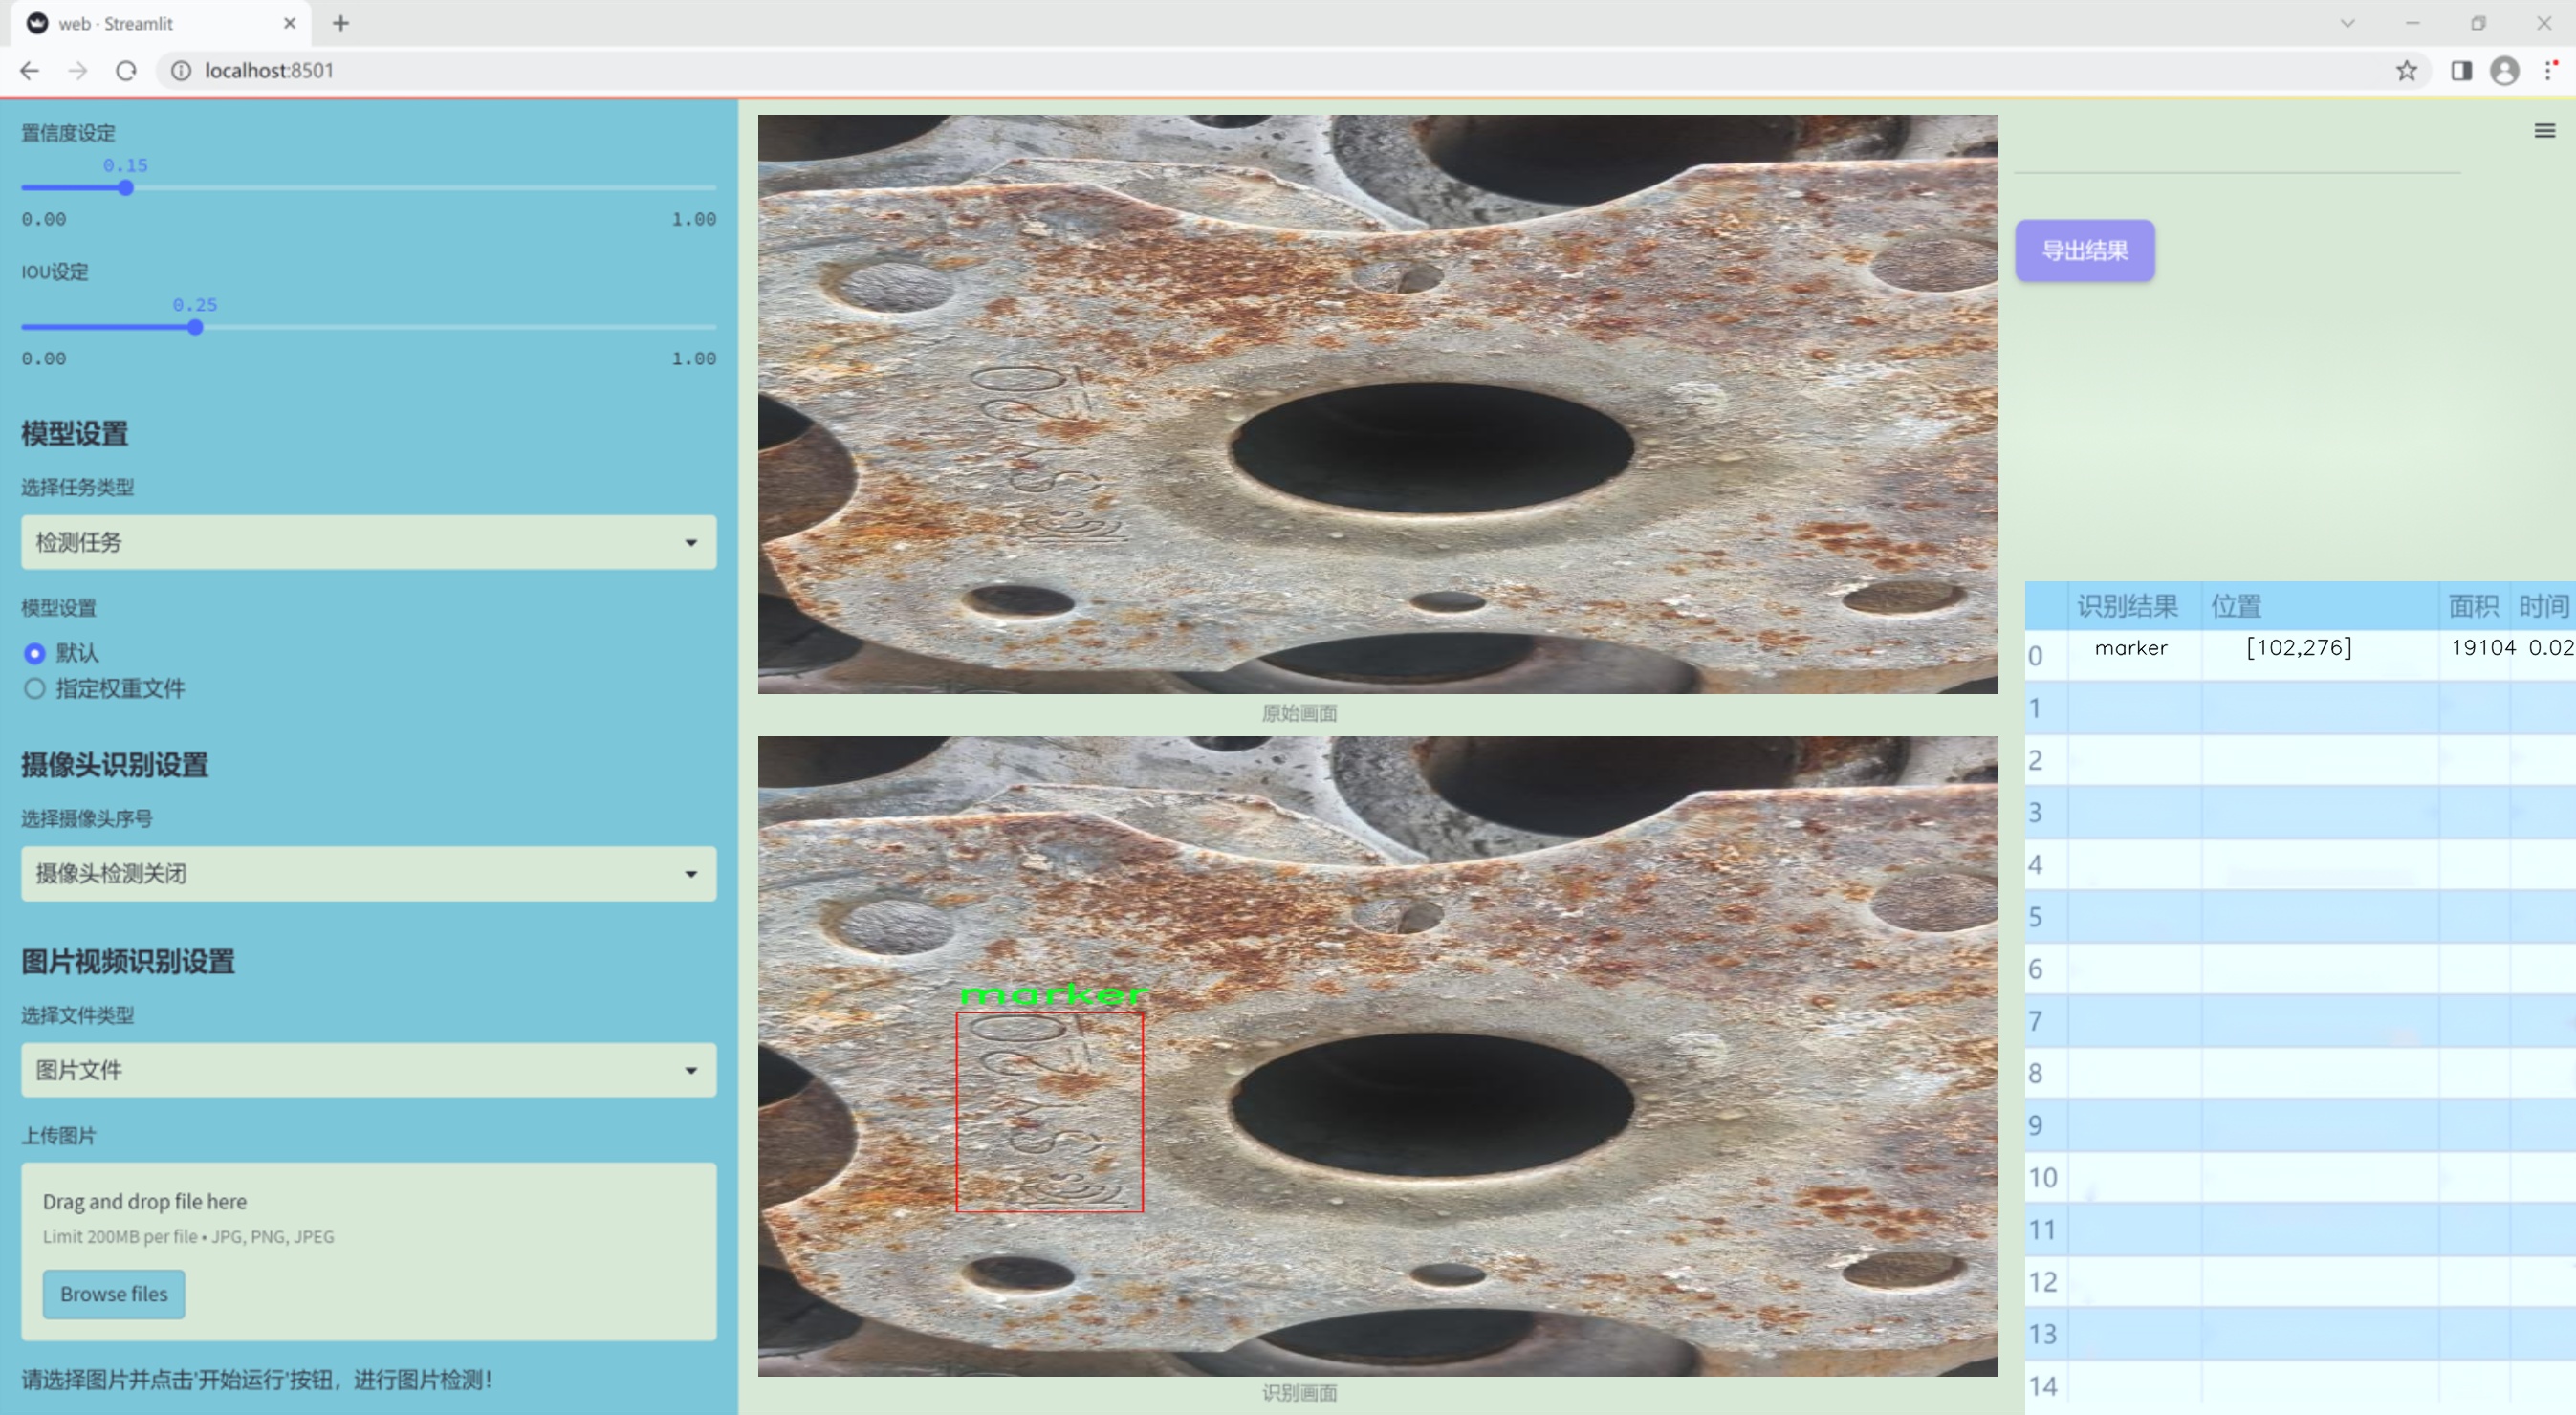 web · Streamlit
localhost:8501
置信度设定
0.15
0.00 1.00
IOU设定
0.25
0.00 1.00
模型设置
选择任务类型
检测任务
模型设置
默认
指定权重文件
摄像头识别设置
选择摄像头序号
摄像头检测关闭
图片视频识别设置
选择文件类型
图片文件
上传图片
Drag and drop file here
Limit 200MB per file • JPG, PNG, JPEG
Browse files
请选择图片并点击'开始运行'按钮，进行图片检测！
原始画面
marker
识别画面
导出结果
识别结果 位置 面积 时间
0 marker [102,276] 19104 0.02
1
2
3
4
5
6
7
8
9
10
11
12
13
14